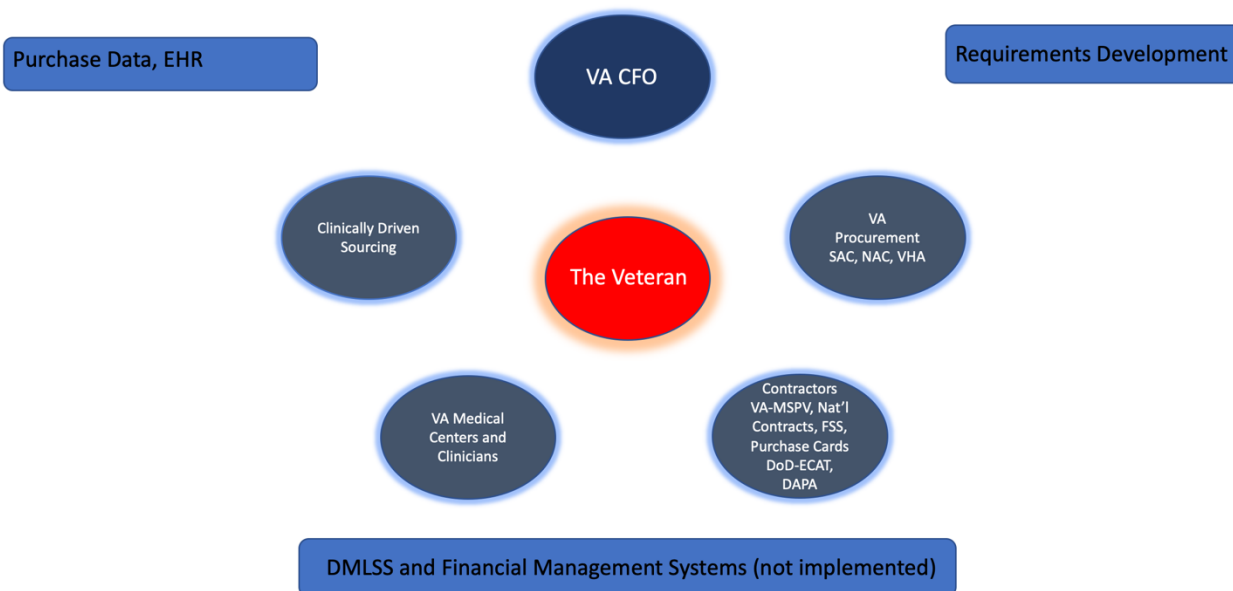 Purchase Data, EHR
VA CFO
Requirements Development
Clinically Driven
Sourcing
The Veteran
VA
Procurement
SAC, NAC, VHA
VA Medical
Centers and
Clinicians
Contractors
VA-MSPV, Nat’l
Contracts, FSS,
Purchase Cards
DoD-ECAT,
DAPA
DMLSS and Financial Management Systems (not implemented)